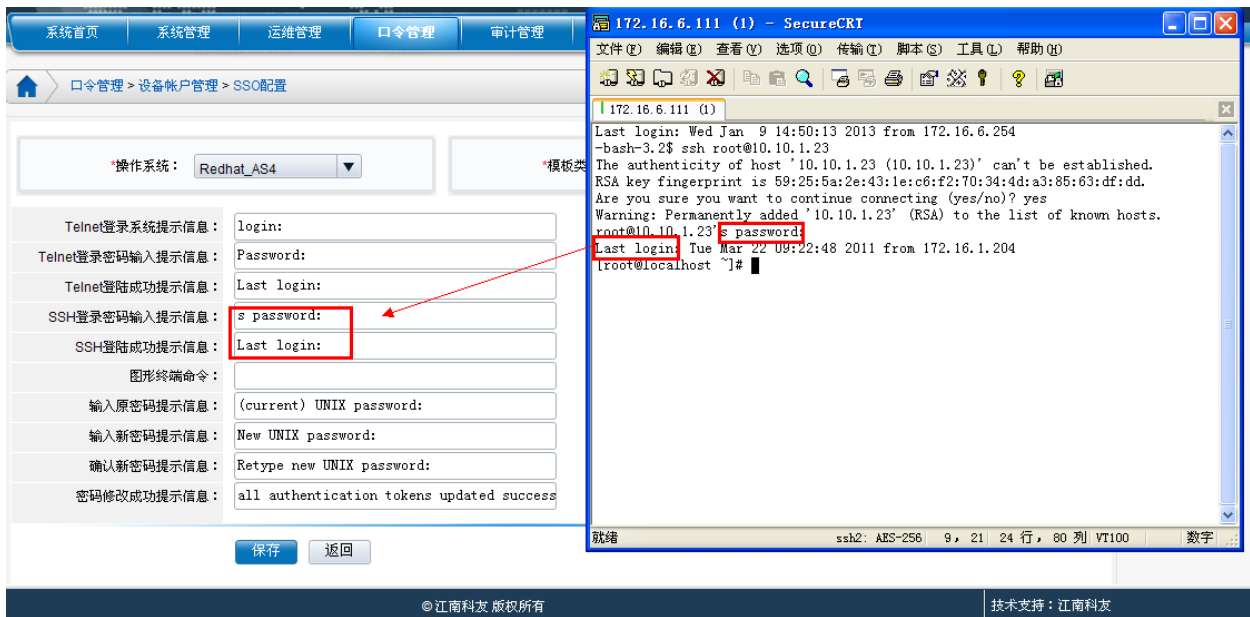 系统首页 系统管理 运维管理 口令管理 审计管理
口令管理 > 设备帐户管理 > SSO配置
*操作系统： Redhat_AS4 *模板类
Telnet登录系统提示信息： login:
Telnet登录密码输入提示信息： Password:
Telnet登陆成功提示信息： Last login:
SSH登录密码输入提示信息： s password:
SSH登陆成功提示信息： Last login:
图形终端命令：
输入原密码提示信息： (current) UNIX password:
输入新密码提示信息： New UNIX password:
确认新密码提示信息： Retype new UNIX password:
密码修改成功提示信息： all authentication tokens updated success
保存 返回
©江南科友 版权所有
技术支持：江南科友
172.16.6.111 (1) - SecureCRT
文件(F) 编辑(E) 查看(V) 选项(O) 传输(T) 脚本(S) 工具(L) 帮助(H)
172.16.6.111 (1)
Last login: Wed Jan 9 14:50:13 2013 from 172.16.6.254
-bash-3.2$ ssh root@10.10.1.23
The authenticity of host '10.10.1.23 (10.10.1.23)' can't be established.
RSA key fingerprint is 59:25:5a:2e:43:1e:c6:f2:70:34:4d:a3:85:63:df:dd.
Are you sure you want to continue connecting (yes/no)? yes
Warning: Permanently added '10.10.1.23' (RSA) to the list of known hosts.
root@10.10.1.23's password:
Last login: Tue Mar 22 09:22:48 2011 from 172.16.1.204
[root@localhost ~]#
就绪 ssh2: AES-256 9, 21 24 行, 80 列 VT100 数字